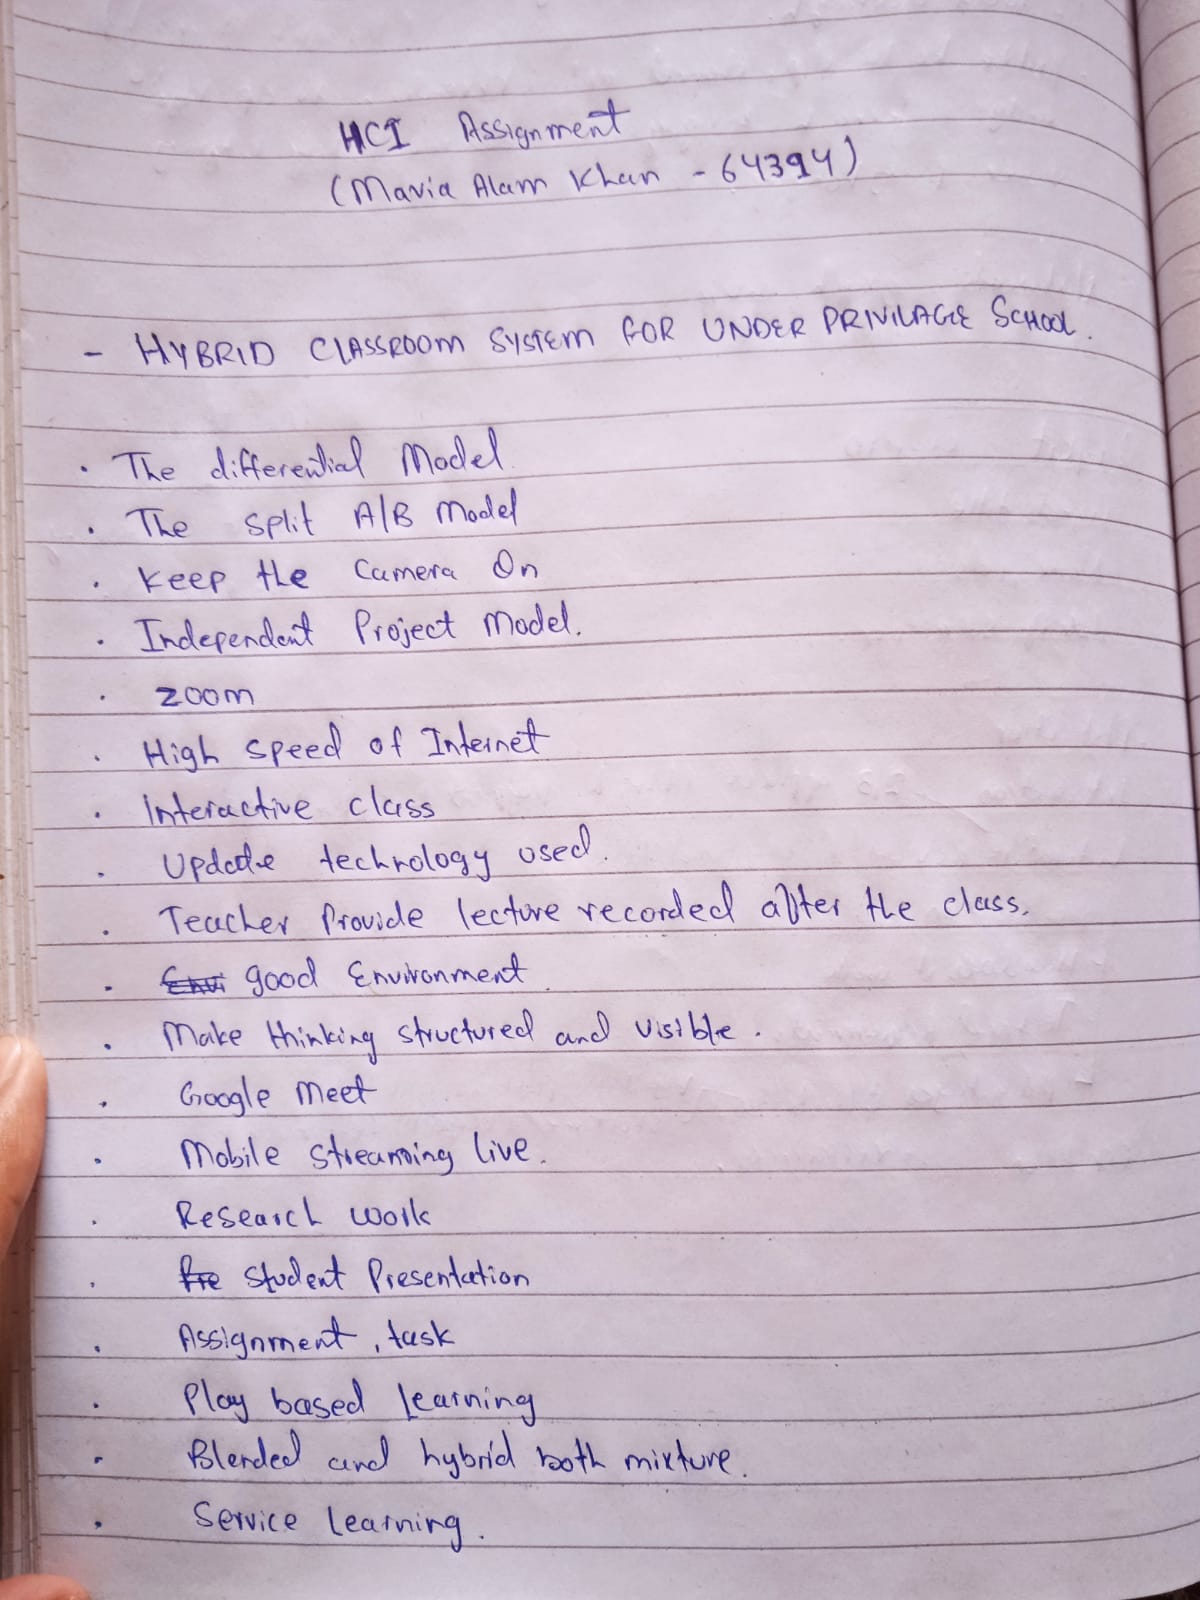 HCI Assignment
(Mavia Alam Khan - 64394)
- HYBRID CLASSROOM SYSTEM FOR UNDER PRIVILAGE SCHOOL.
· The differential Model
· The split A/B Model
· Keep the Camera On
· Independent Project Model.
· Zoom
· High speed of Internet
· Interactive class
· Update technology used.
· Teacher Provide lecture recorded after the class.
· good Environment.
· Make thinking structured and visible.
· Google Meet
· Mobile streaming live.
· Research work
· student Presentation
· Assignment, task
· Play based learning
· Blended and hybrid both mixture.
· Service Learning.